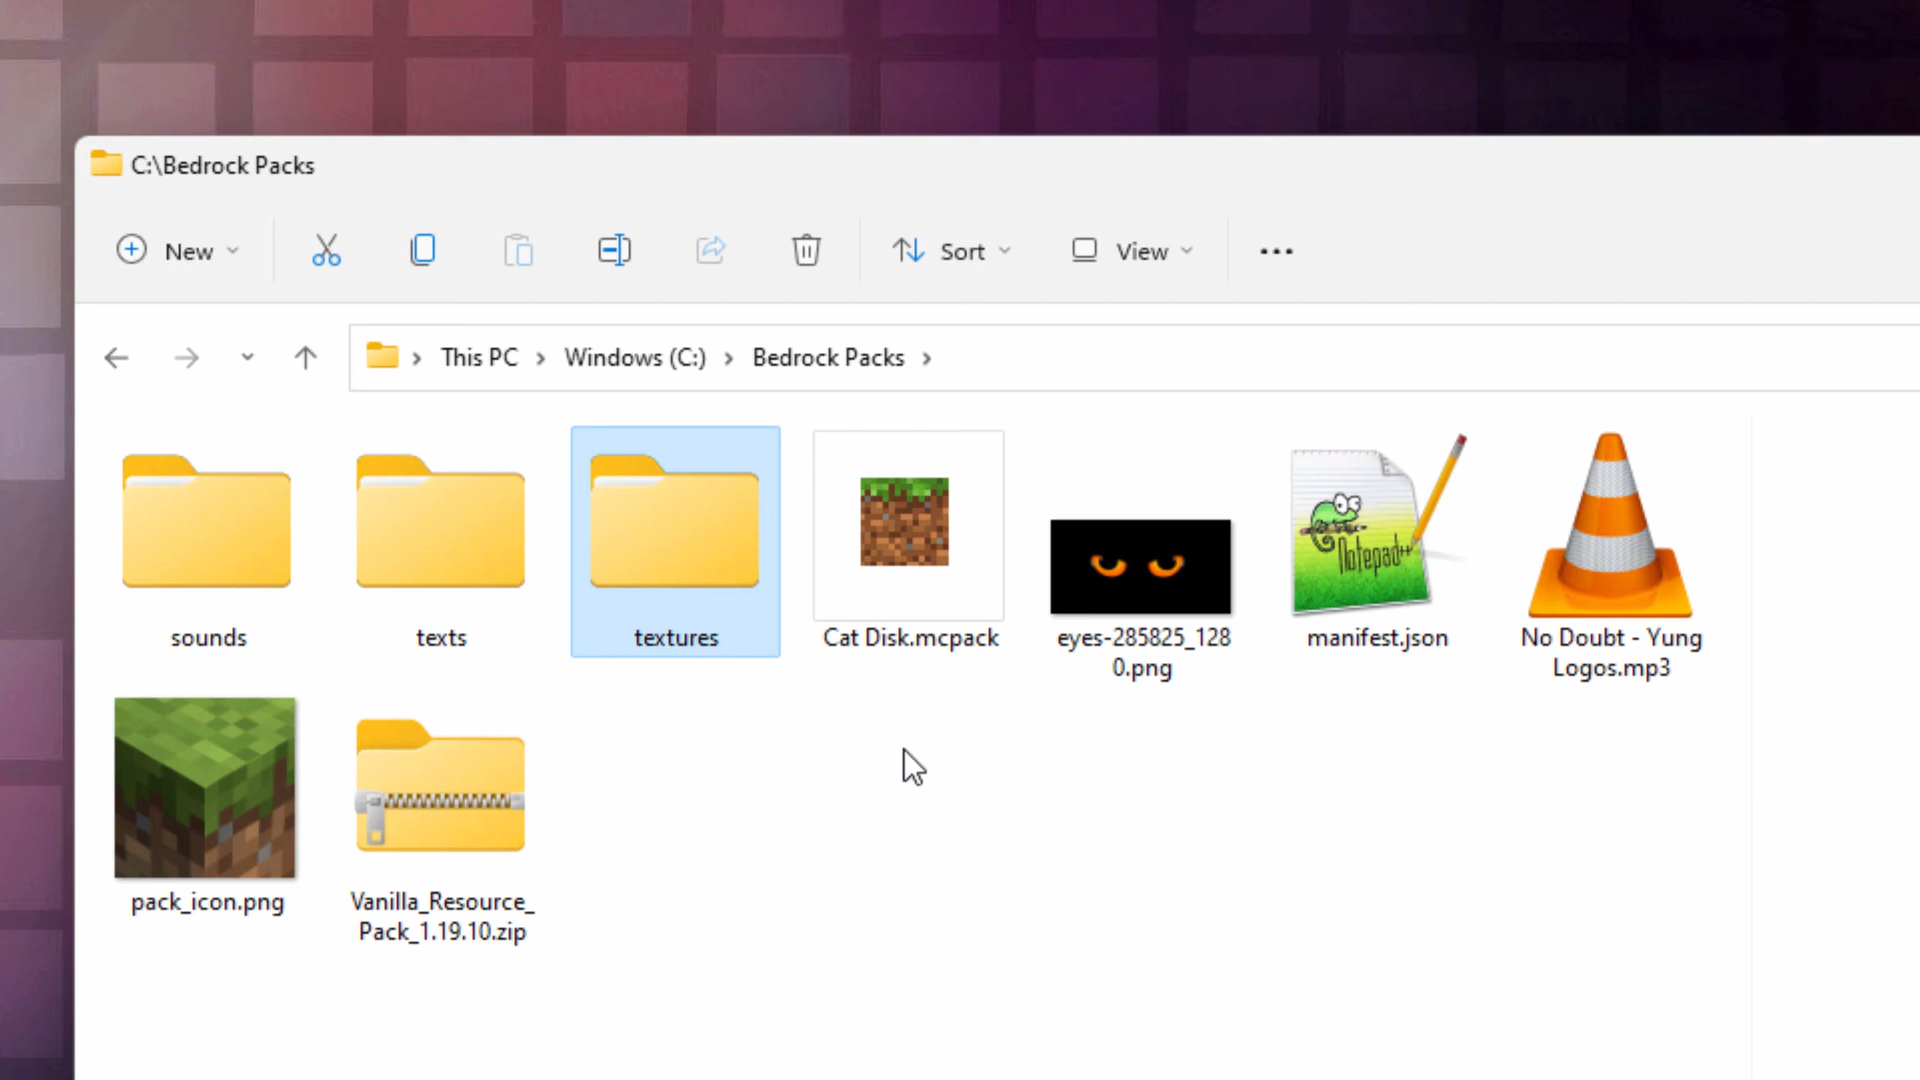 C:\Bedrock Packs
New
Sort
View
This PC
Windows (C:)
Bedrock Packs
sounds
texts
textures
Cat Disk.mcpack
eyes-285825_128
0.png
Notepad++
manifest.json
No Doubt - Yung
Logos.mp3
pack_icon.png
Vanilla_Resource_
Pack_1.19.10.zip